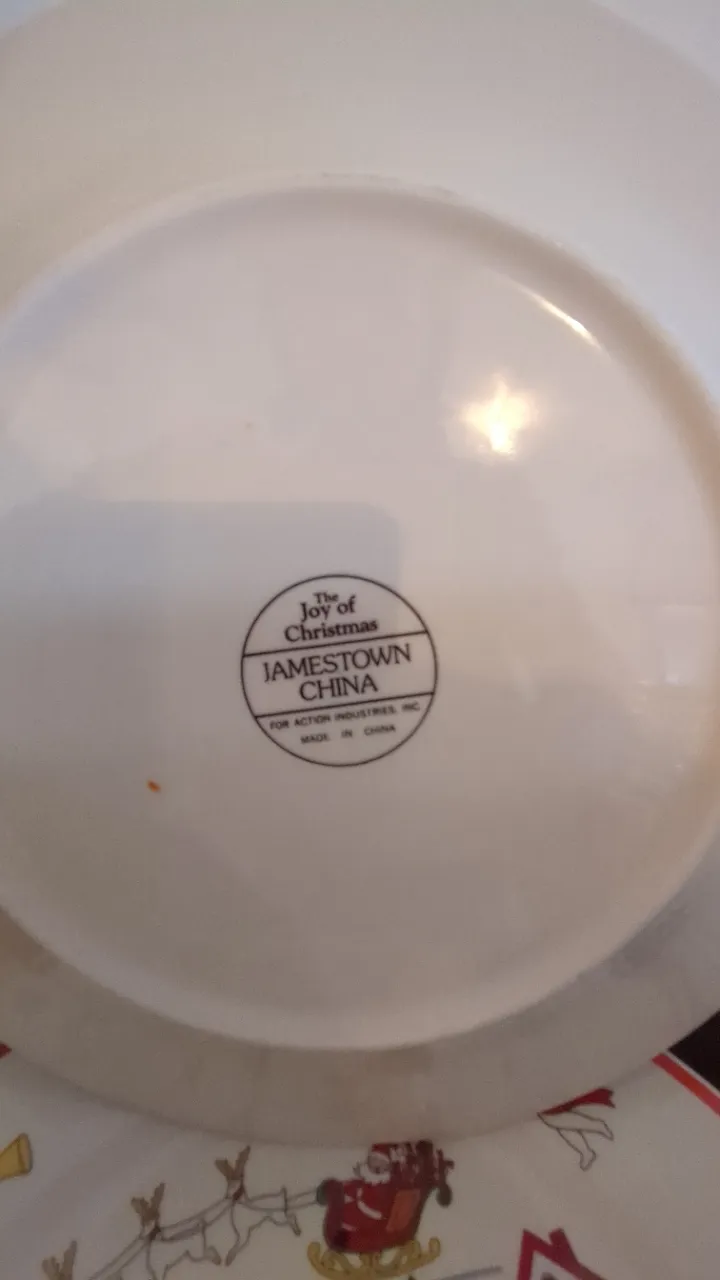 The
Joy of
Christmas
JAMESTOWN
CHINA
FOR ACTION INDUSTRIES, INC.
MADE IN CHINA